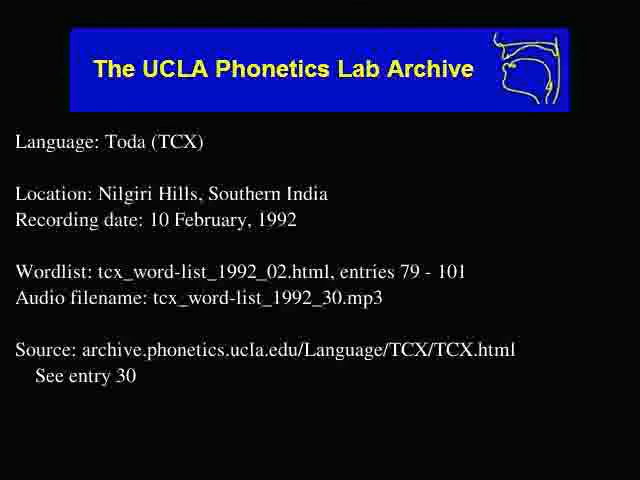 The UCLA Phonetics Lab Archive
Language: Toda (TCX)
Location: Nilgiri Hills, Southern India
Recording date: 10 February, 1992
Wordlist: tcx_word-list_1992_02.html, entries 79 - 101
Audio filename: tcx_word-list_1992_30.mp3
Source: archive.phonetics.ucla.edu/Language/TCX/TCX.html
See entry 30